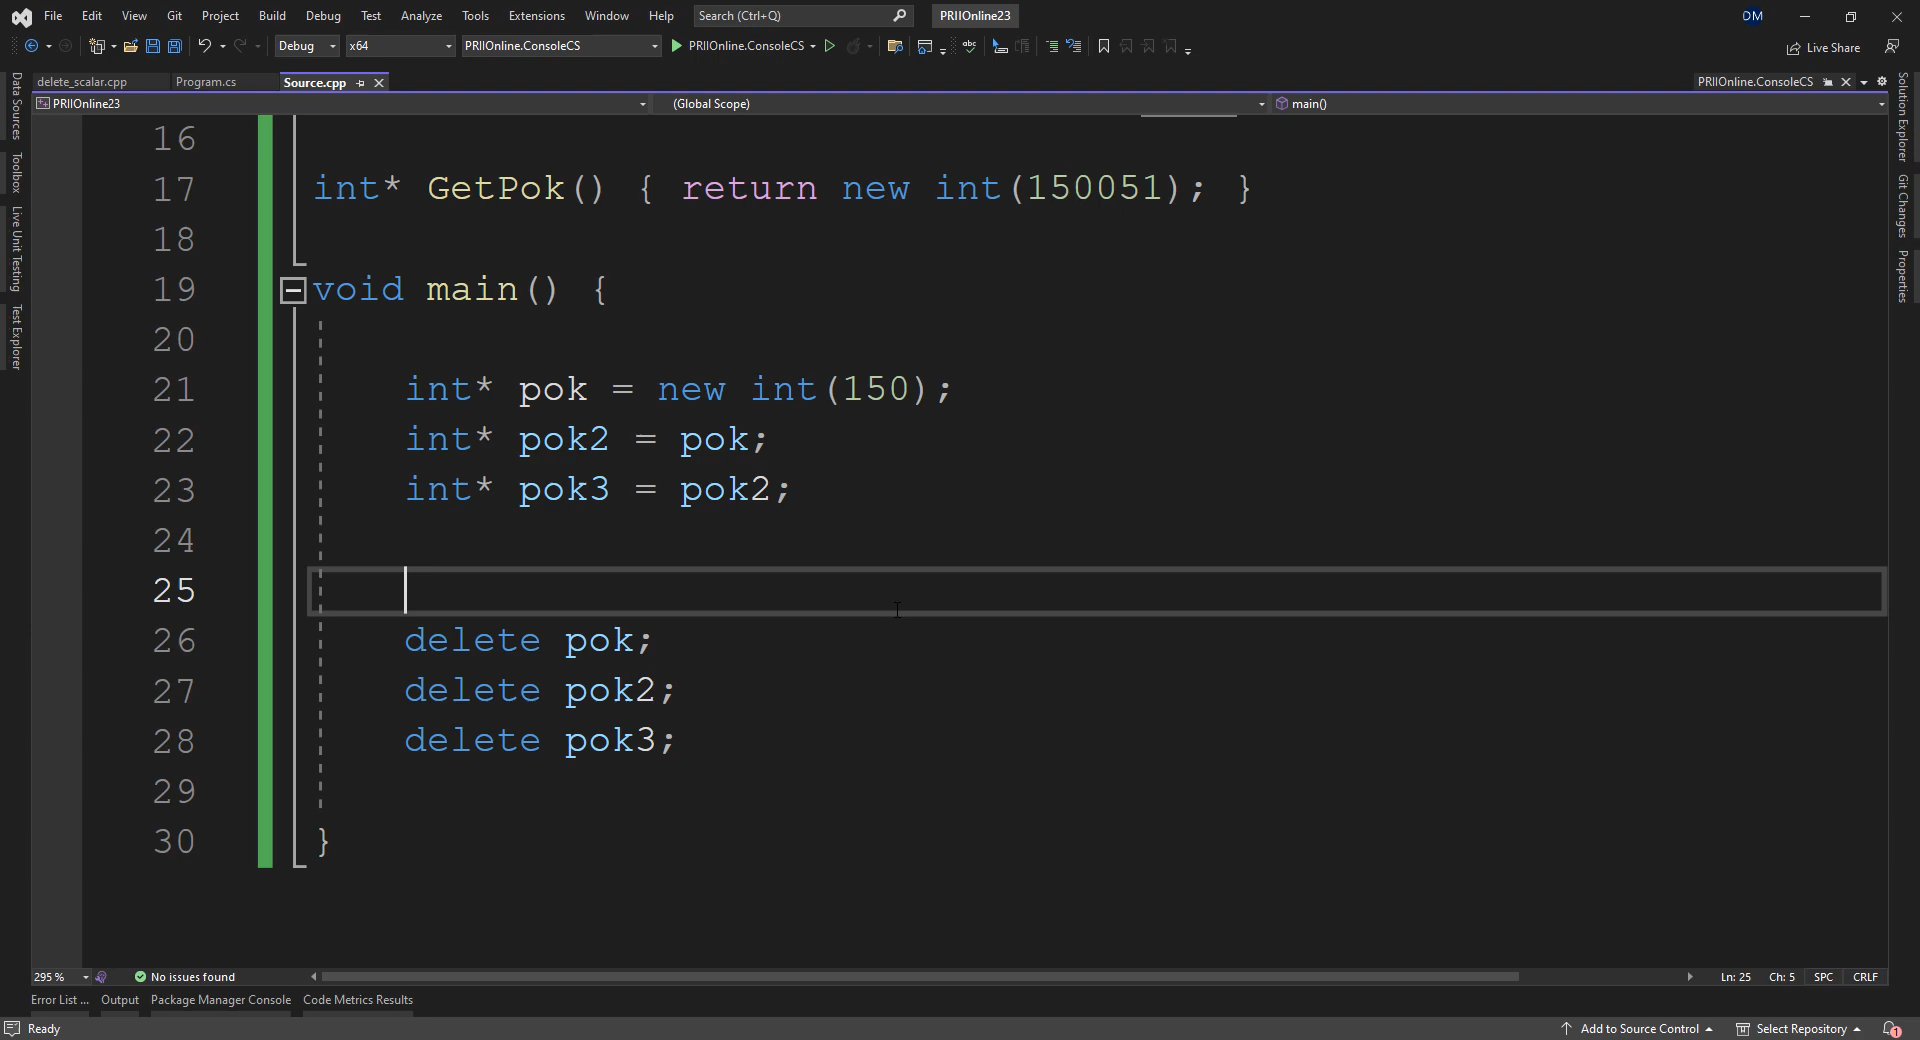 File Edit View Git Project Build Debug Test Analyze Tools Extensions Window Help Search (Ctrl+Q) PRIIOnline23 DM
Debug x64 PRIIOnline.ConsoleCS PRIIOnline.ConsoleCS abc Live Share
delete_scalar.cpp Program.cs Source.cpp PRIIOnline.ConsoleCS
PRIIOnline23 (Global Scope) main()
Data Sources
Toolbox
Live Unit Testing
Test Explorer
Solution Explorer
Git Changes
Properties
16
17 int* GetPok() { return new int(150051); }
18
19 void main() {
20
21 int* pok = new int(150);
22 int* pok2 = pok;
23 int* pok3 = pok2;
24
25
26 delete pok;
27 delete pok2;
28 delete pok3;
29
30 }
295 % No issues found Ln: 25 Ch: 5 SPC CRLF
Error List ... Output Package Manager Console Code Metrics Results
Ready Add to Source Control Select Repository 1